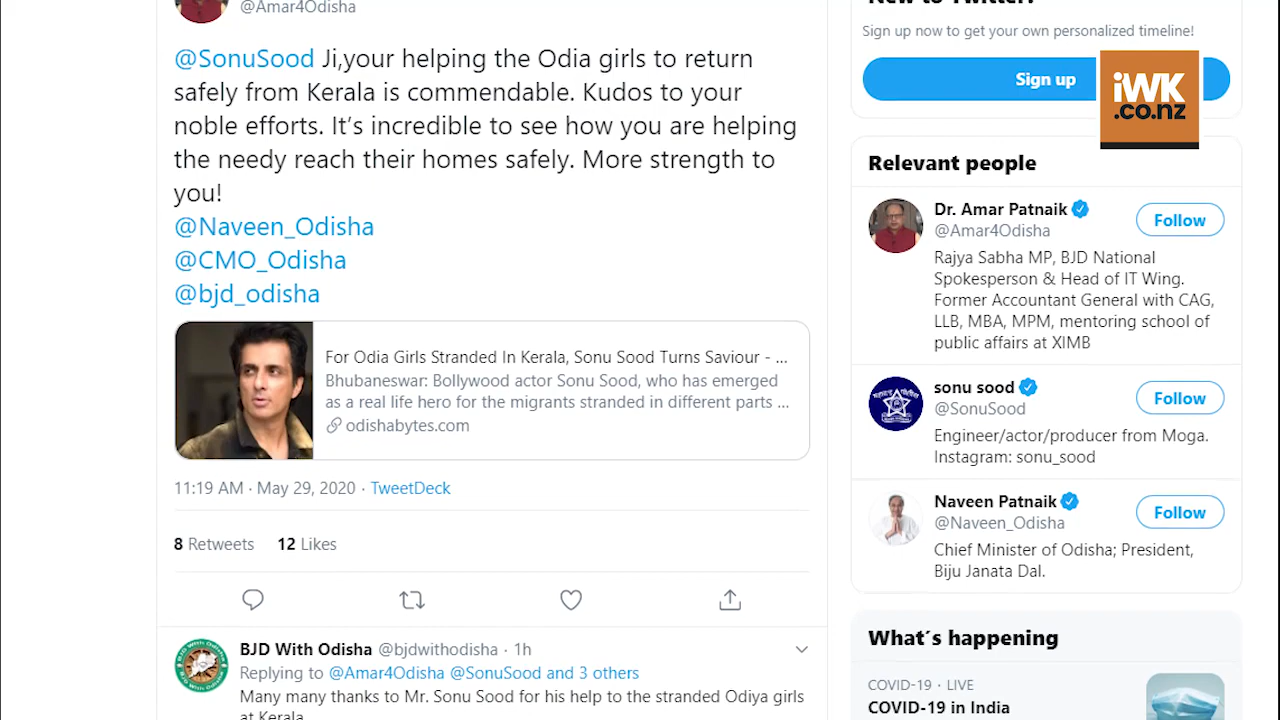 @Amar4Odisha
@SonuSood Ji,your helping the Odia girls to return
safely from Kerala is commendable. Kudos to your
noble efforts. It’s incredible to see how you are helping
the needy reach their homes safely. More strength to
you!
@Naveen_Odisha
@CMO_Odisha
@bjd_odisha
For Odia Girls Stranded In Kerala, Sonu Sood Turns Saviour - ...
Bhubaneswar: Bollywood actor Sonu Sood, who has emerged
as a real life hero for the migrants stranded in different parts ...
odishabytes.com
11:19 AM · May 29, 2020 · TweetDeck
8 Retweets 12 Likes
BJD With Odisha @bjdwithodisha · 1h
Replying to @Amar4Odisha @SonuSood and 3 others
Many many thanks to Mr. Sonu Sood for his help to the stranded Odiya girls
at Kerala
New to Twitter?
Sign up now to get your own personalized timeline!
Sign up
iWK
.co.nz
Relevant people
Dr. Amar Patnaik
@Amar4Odisha
Follow
Rajya Sabha MP, BJD National
Spokesperson & Head of IT Wing.
Former Accountant General with CAG,
LLB, MBA, MPM, mentoring school of
public affairs at XIMB
sonu sood
@SonuSood
Follow
Engineer/actor/producer from Moga.
Instagram: sonu_sood
Naveen Patnaik
@Naveen_Odisha
Follow
Chief Minister of Odisha; President,
Biju Janata Dal.
What´s happening
COVID-19 · LIVE
COVID-19 in India